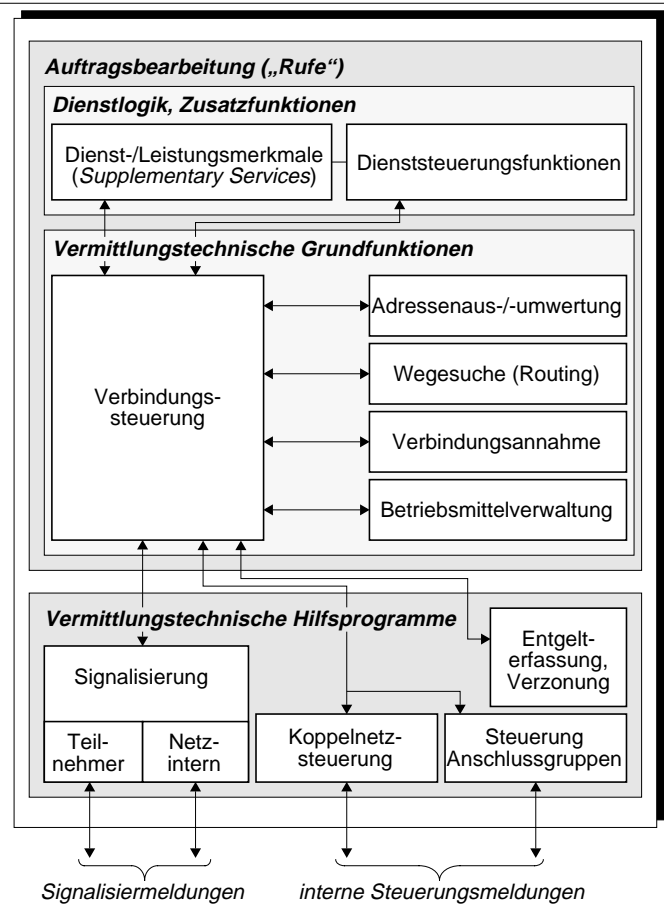 Auftragsbearbeitung („Rufe“)
Dienstlogik, Zusatzfunktionen
Dienst-/Leistungsmerkmale
(Supplementary Services)
Dienststeuerungsfunktionen
Vermittlungstechnische Grundfunktionen
Verbindungs-
steuerung
Adressenaus-/-umwertung
Wegesuche (Routing)
Verbindungsannahme
Betriebsmittelverwaltung
Vermittlungstechnische Hilfsprogramme
Entgelt-
erfassung,
Verzonung
Signalisierung
Teil-
nehmer
Netz-
intern
Koppelnetz-
steuerung
Steuerung
Anschlussgruppen
Signalisiermeldungen
interne Steuerungsmeldungen